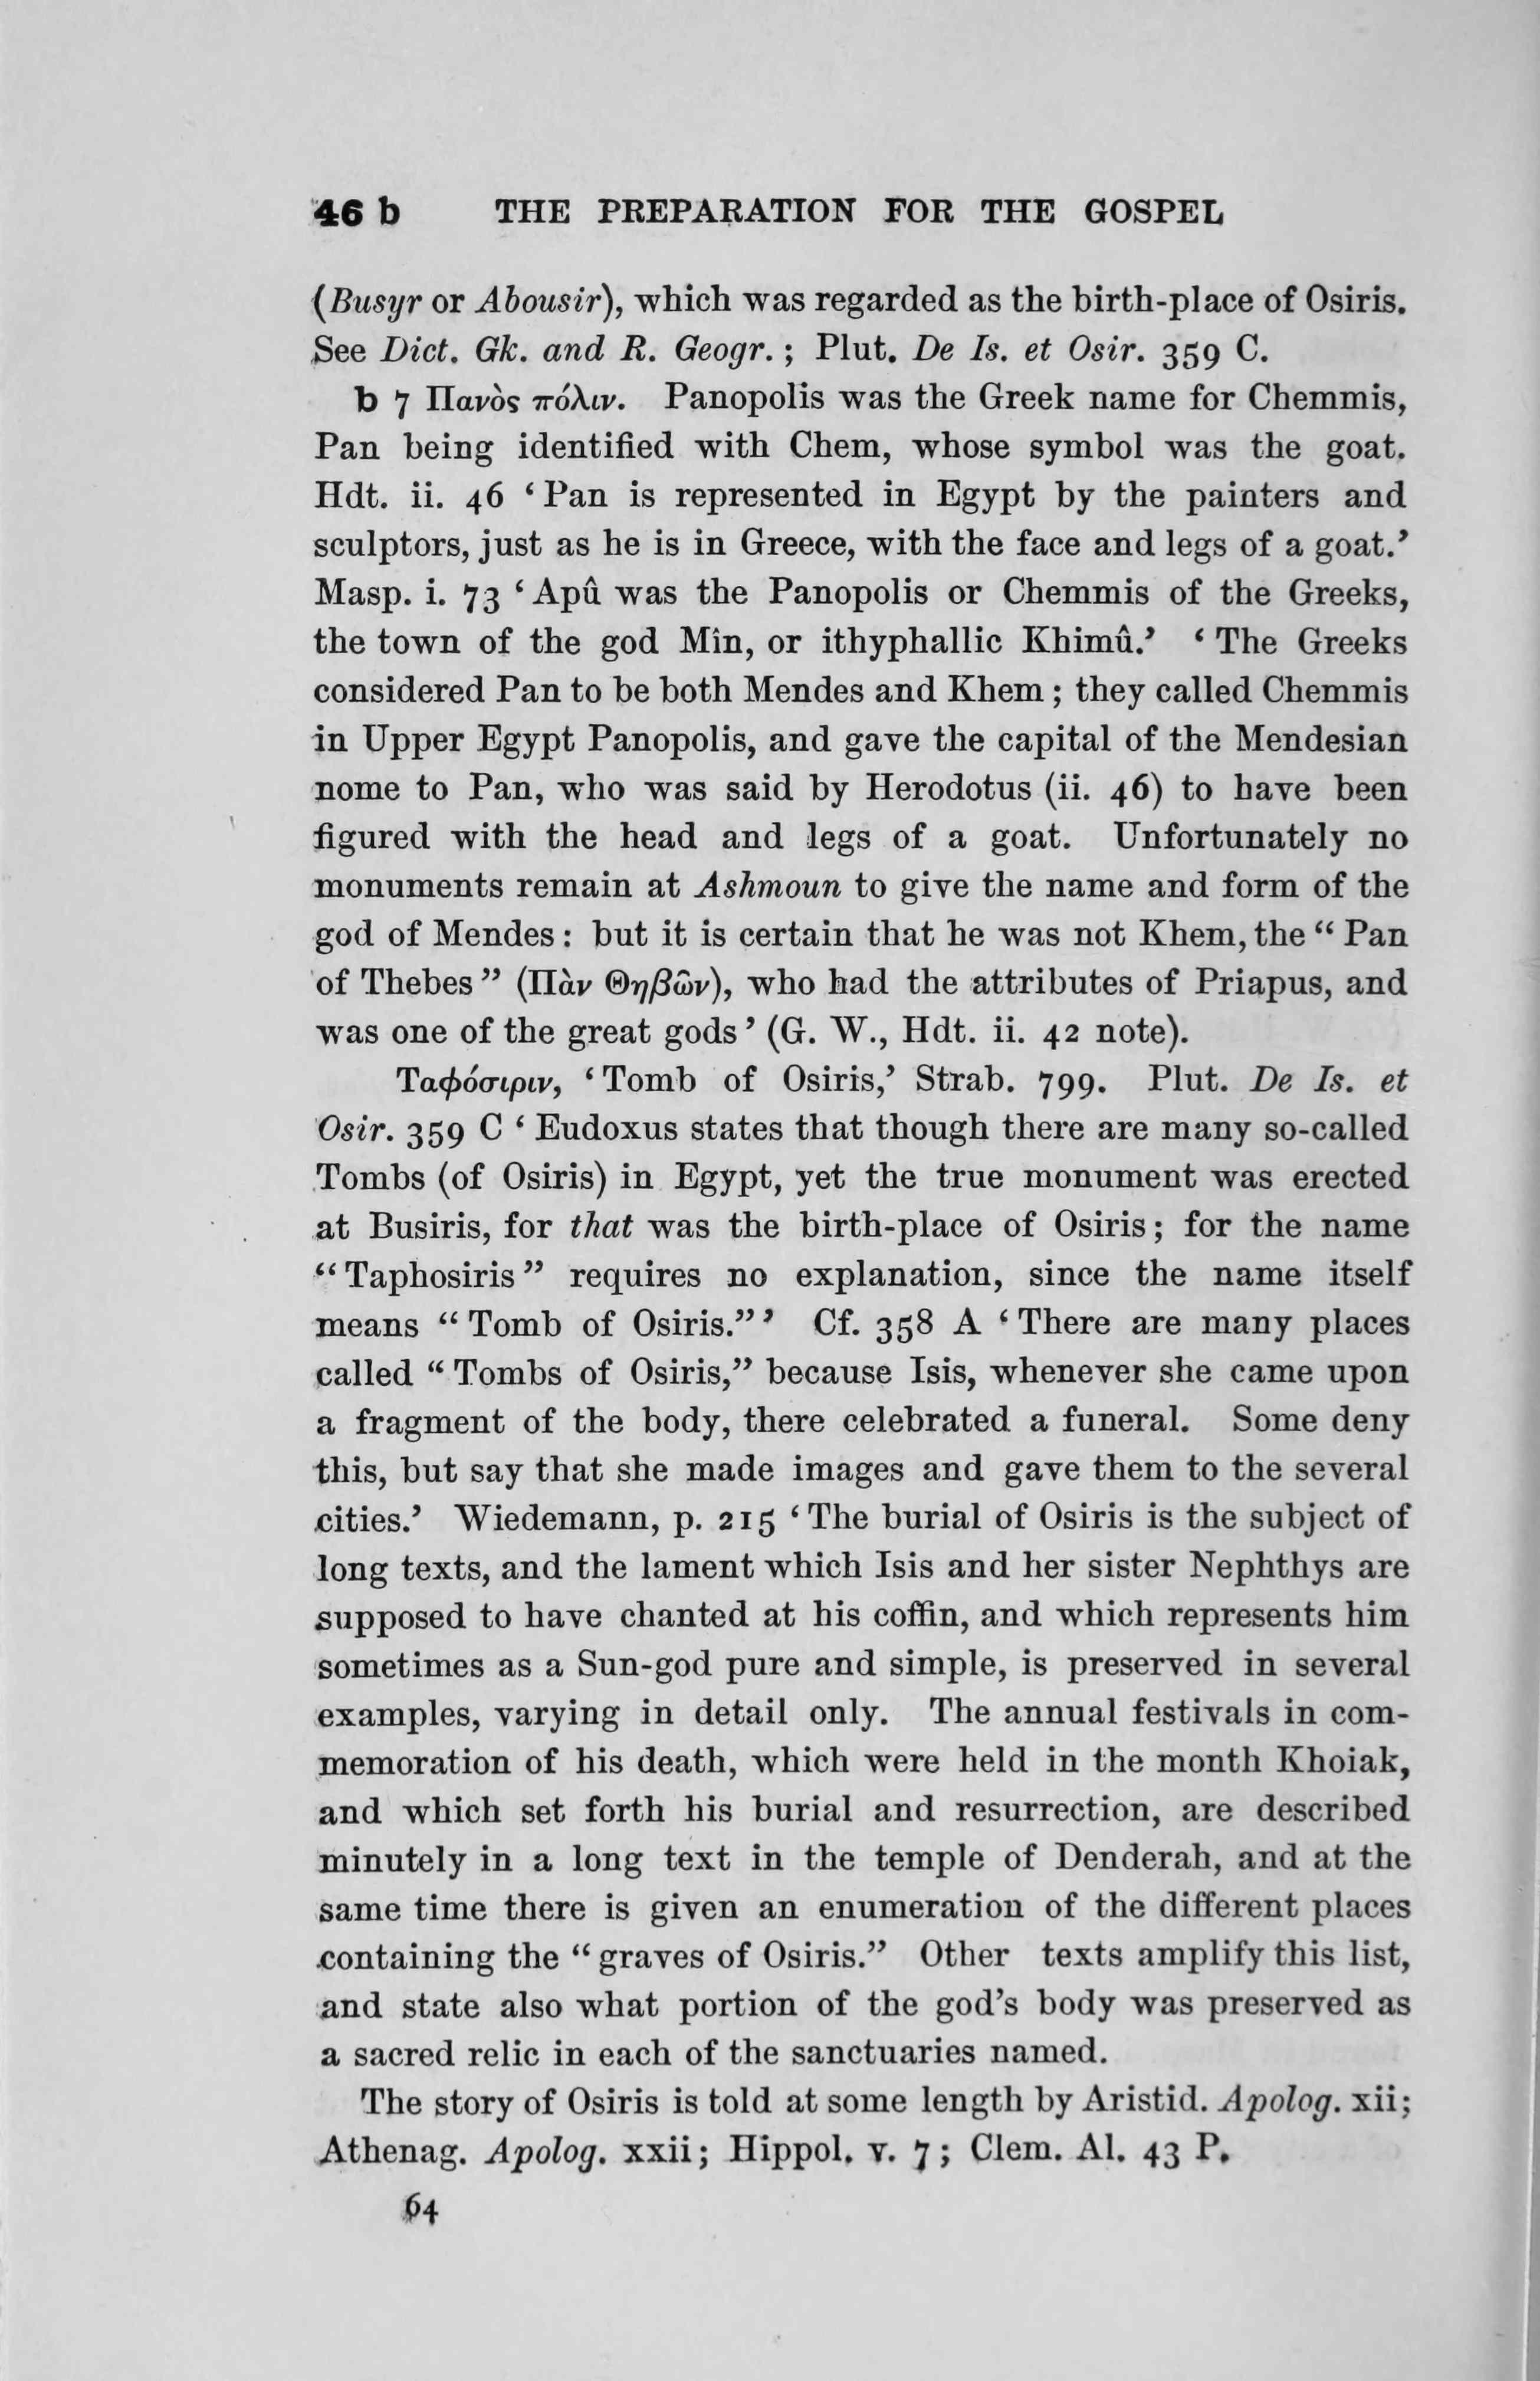 46 b THE PREPARATION FOR THE GOSPEL
(Busyr or Abousir), which was regarded as the birth-place of Osiris.
See Dict. Gk. and R. Geogr.; Plut. De Is. et Osir. 359 C.
b 7 Πανὸς πόλιν. Panopolis was the Greek name for Chemmis,
Pan being identified with Chem, whose symbol was the goat.
Hdt. ii. 46 ‘Pan is represented in Egypt by the painters and
sculptors, just as he is in Greece, with the face and legs of a goat.’
Masp. i. 73 ‘Apû was the Panopolis or Chemmis of the Greeks,
the town of the god Mîn, or ithyphallic Khimû.’ ‘The Greeks
considered Pan to be both Mendes and Khem; they called Chemmis
in Upper Egypt Panopolis, and gave the capital of the Mendesian
nome to Pan, who was said by Herodotus (ii. 46) to have been
figured with the head and legs of a goat. Unfortunately no
monuments remain at Ashmoun to give the name and form of the
god of Mendes: but it is certain that he was not Khem, the “Pan
of Thebes” (Πὰν Θηβῶν), who had the attributes of Priapus, and
was one of the great gods’ (G. W., Hdt. ii. 42 note).
Ταφόσιριν, ‘Tomb of Osiris,’ Strab. 799. Plut. De Is. et
Osir. 359 C ‘Eudoxus states that though there are many so-called
Tombs (of Osiris) in Egypt, yet the true monument was erected
at Busiris, for that was the birth-place of Osiris; for the name
“Taphosiris” requires no explanation, since the name itself
means “Tomb of Osiris.”’ Cf. 358 A ‘There are many places
called “Tombs of Osiris,” because Isis, whenever she came upon
a fragment of the body, there celebrated a funeral. Some deny
this, but say that she made images and gave them to the several
cities.’ Wiedemann, p. 215 ‘The burial of Osiris is the subject of
long texts, and the lament which Isis and her sister Nephthys are
supposed to have chanted at his coffin, and which represents him
sometimes as a Sun-god pure and simple, is preserved in several
examples, varying in detail only. The annual festivals in com-
memoration of his death, which were held in the month Khoiak,
and which set forth his burial and resurrection, are described
minutely in a long text in the temple of Denderah, and at the
same time there is given an enumeration of the different places
containing the “graves of Osiris.” Other texts amplify this list,
and state also what portion of the god’s body was preserved as
a sacred relic in each of the sanctuaries named.
The story of Osiris is told at some length by Aristid. Apolog. xii;
Athenag. Apolog. xxii; Hippol. v. 7; Clem. Al. 43 P.
64